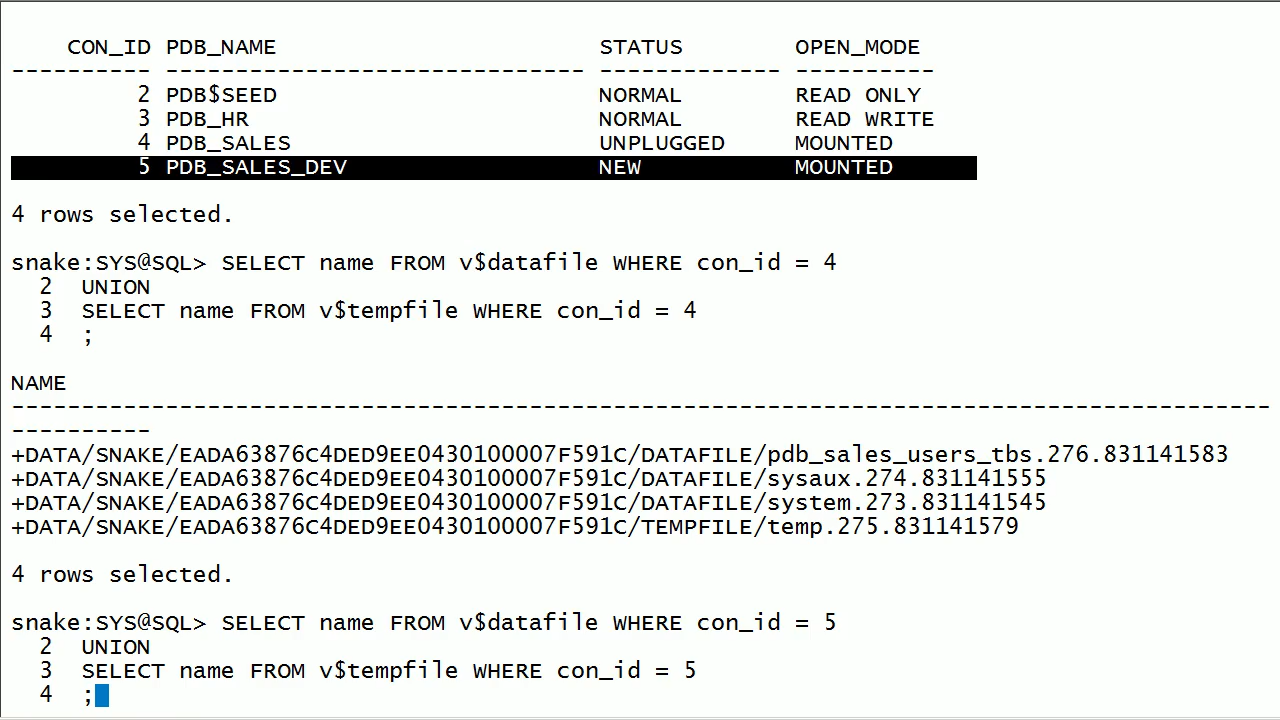 CON_ID PDB_NAME                       STATUS        OPEN_MODE
---------- ------------------------------ ------------- ----------
         2 PDB$SEED                       NORMAL        READ ONLY
         3 PDB_HR                         NORMAL        READ WRITE
         4 PDB_SALES                      UNPLUGGED     MOUNTED
         5 PDB_SALES_DEV                  NEW           MOUNTED
4 rows selected.
snake:SYS@SQL> SELECT name FROM v$datafile WHERE con_id = 4
  2  UNION
  3  SELECT name FROM v$tempfile WHERE con_id = 4
  4  ;
NAME
------------------------------------------------------------------------------------------
----------
+DATA/SNAKE/EADA63876C4DED9EE0430100007F591C/DATAFILE/pdb_sales_users_tbs.276.831141583
+DATA/SNAKE/EADA63876C4DED9EE0430100007F591C/DATAFILE/sysaux.274.831141555
+DATA/SNAKE/EADA63876C4DED9EE0430100007F591C/DATAFILE/system.273.831141545
+DATA/SNAKE/EADA63876C4DED9EE0430100007F591C/TEMPFILE/temp.275.831141579
4 rows selected.
snake:SYS@SQL> SELECT name FROM v$datafile WHERE con_id = 5
  2  UNION
  3  SELECT name FROM v$tempfile WHERE con_id = 5
  4  ;